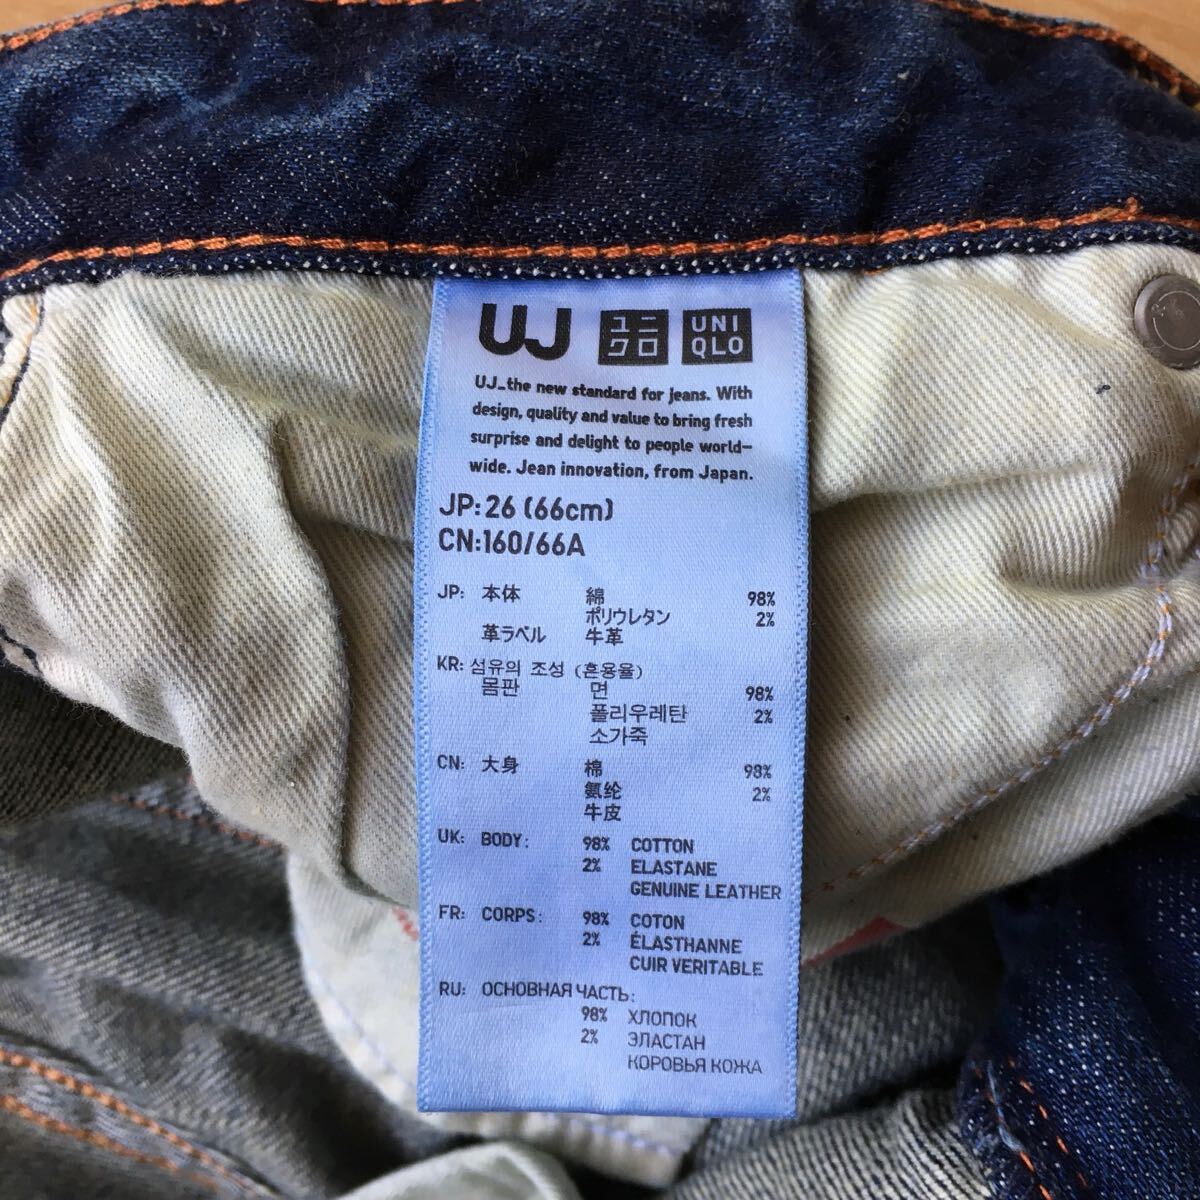 UJ ユニクロ UNIQLO
UJ_the new standard for jeans. With
design, quality and value to bring fresh
surprise and delight to people world-
wide. Jean innovation, from Japan.
JP: 26 (66cm)
CN:160/66A
JP: 本体 綿 98%
ポリウレタン 2%
革ラベル 牛革
KR: 섬유의 조성 (혼용율)
몸판 면 98%
폴리우레탄 2%
소가죽
CN: 大身 棉 98%
氨纶 2%
牛皮
UK: BODY: 98% COTTON
2% ELASTANE
GENUINE LEATHER
FR: CORPS: 98% COTON
2% ÉLASTHANNE
CUIR VERITABLE
RU: ОСНОВНАЯ ЧАСТЬ:
98% ХЛОПОК
2% ЭЛАСТАН
КОРОВЬЯ КОЖА